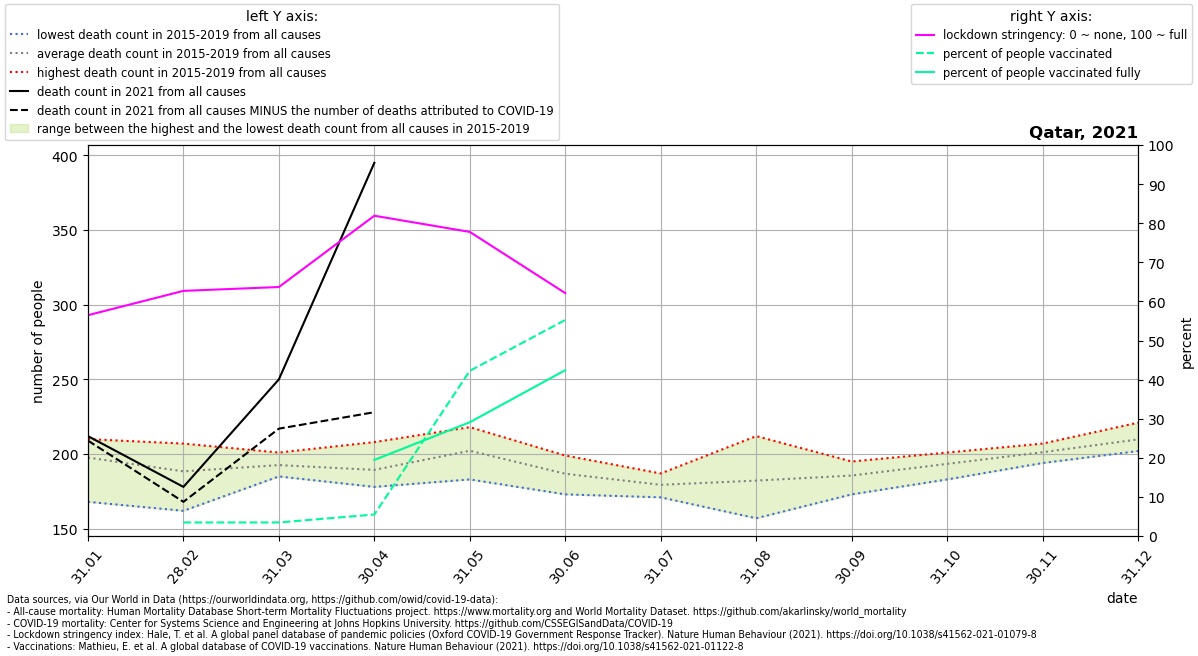 left Y axis:
lowest death count in 2015-2019 from all causes
average death count in 2015-2019 from all causes
highest death count in 2015-2019 from all causes
death count in 2021 from all causes
death count in 2021 from all causes MINUS the number of deaths attributed to COVID-19
range between the highest and the lowest death count from all causes in 2015-2019
right Y axis:
lockdown stringency: 0 ~ none, 100 ~ full
percent of people vaccinated
percent of people vaccinated fully
Qatar, 2021
number of people
400
350
300
250
200
150
100
90
80
70
60
50
40
30
20
10
0
percent
31.01
28.02
31.03
30.04
31.05
30.06
31.07
31.08
30.09
31.10
30.11
31.12
date
Data sources, via Our World in Data (https://ourworldindata.org, https://github.com/owid/covid-19-data):
- All-cause mortality: Human Mortality Database Short-term Mortality Fluctuations project. https://www.mortality.org and World Mortality Dataset. https://github.com/akarlinsky/world_mortality
- COVID-19 mortality: Center for Systems Science and Engineering at Johns Hopkins University. https://github.com/CSSEGISandData/COVID-19
- Lockdown stringency index: Hale, T. et al. A global panel database of pandemic policies (Oxford COVID-19 Government Response Tracker). Nature Human Behaviour (2021). https://doi.org/10.1038/s41562-021-01079-8
- Vaccinations: Mathieu, E. et al. A global database of COVID-19 vaccinations. Nature Human Behaviour (2021). https://doi.org/10.1038/s41562-021-01122-8